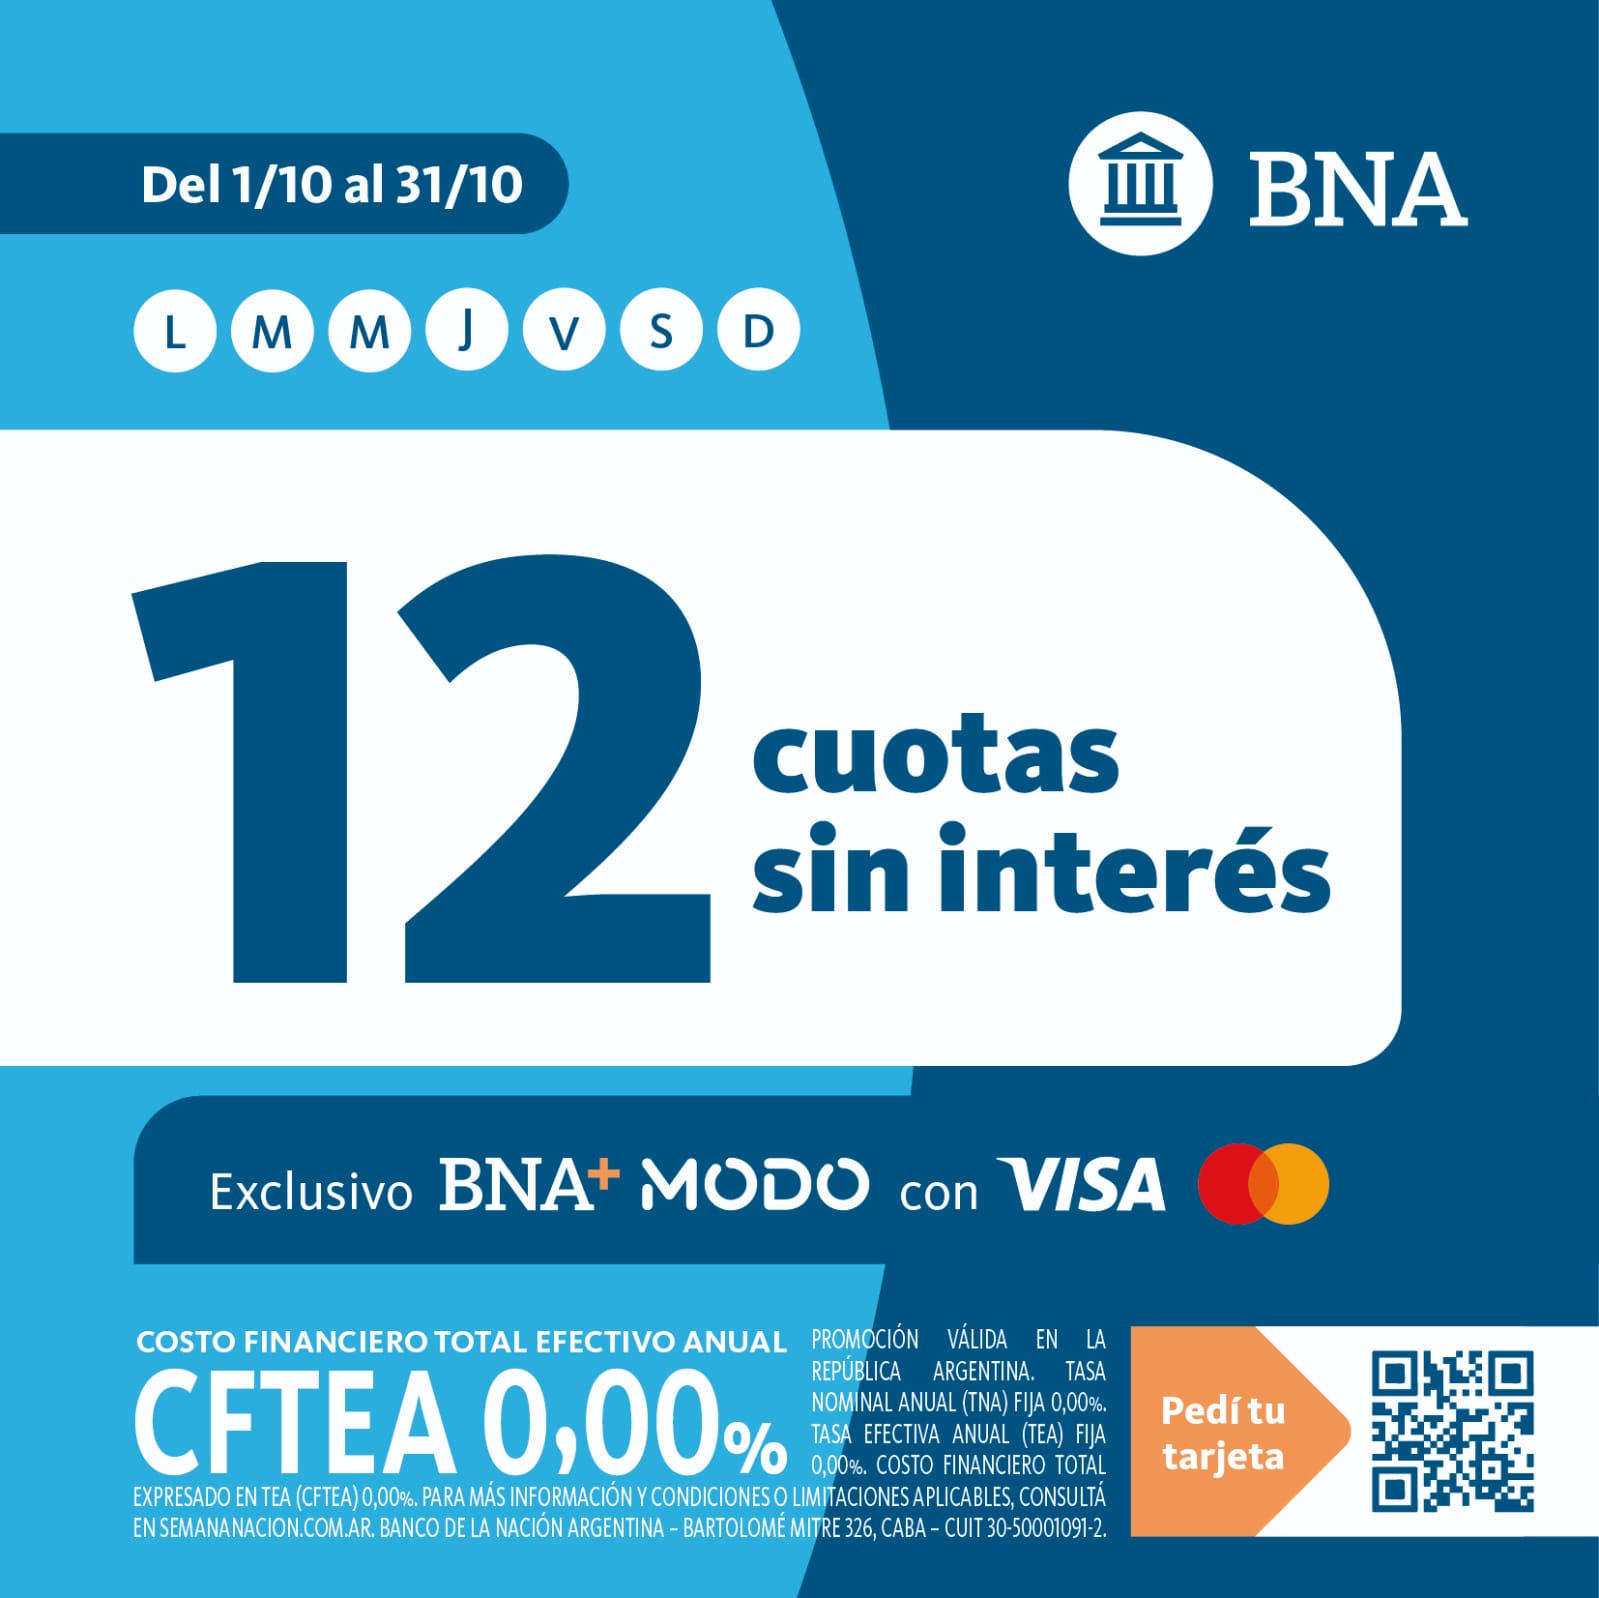 Del 1/10 al 31/10
BNA
L M M J V S D
12 cuotas
sin interés
Exclusivo BNA+ MODO con VISA
COSTO FINANCIERO TOTAL EFECTIVO ANUAL
CFTEA 0,00%
PROMOCIÓN VÁLIDA EN LA
REPÚBLICA ARGENTINA. TASA
NOMINAL ANUAL (TNA) FIJA 0,00%.
TASA EFECTIVA ANUAL (TEA) FIJA
0,00%. COSTO FINANCIERO TOTAL
EXPRESADO EN TEA (CFTEA) 0,00%. PARA MÁS INFORMACIÓN Y CONDICIONES O LIMITACIONES APLICABLES, CONSULTÁ
EN SEMANANACION.COM.AR. BANCO DE LA NACIÓN ARGENTINA – BARTOLOMÉ MITRE 326, CABA – CUIT 30-50001091-2.
Pedí tu
tarjeta